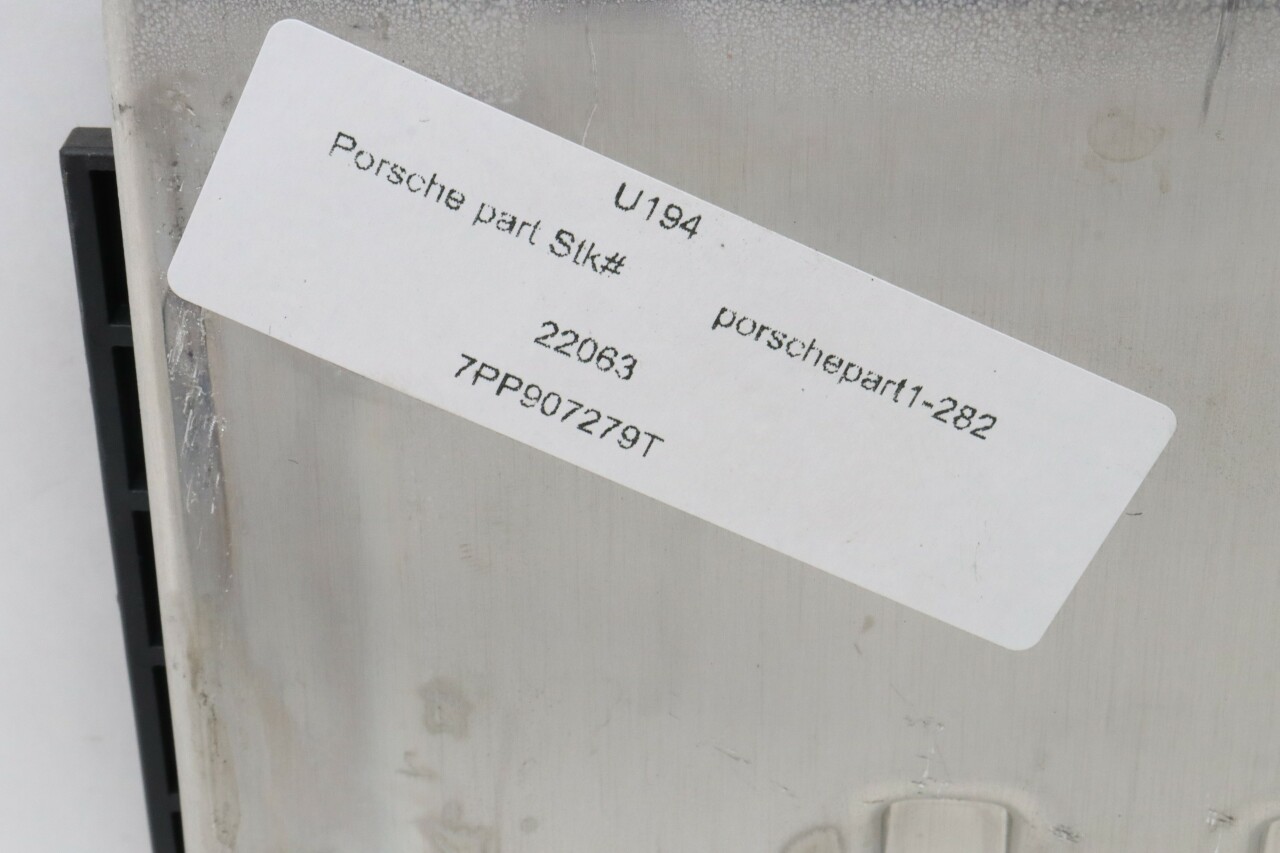 U194
Porsche part Stk#
porschepart1-282
22063
7PP907279T